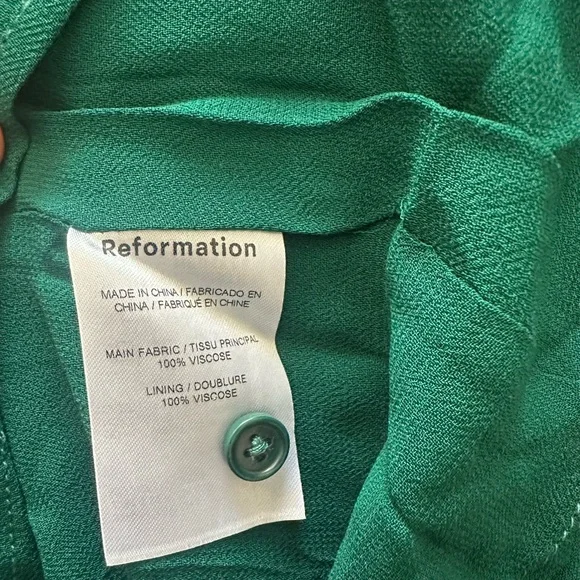 Reformation
MADE IN CHINA / FABRICADO EN
CHINA / FABRIQUÉ EN CHINE
MAIN FABRIC / TISSU PRINCIPAL
100% VISCOSE
LINING / DOUBLURE
100% VISCOSE